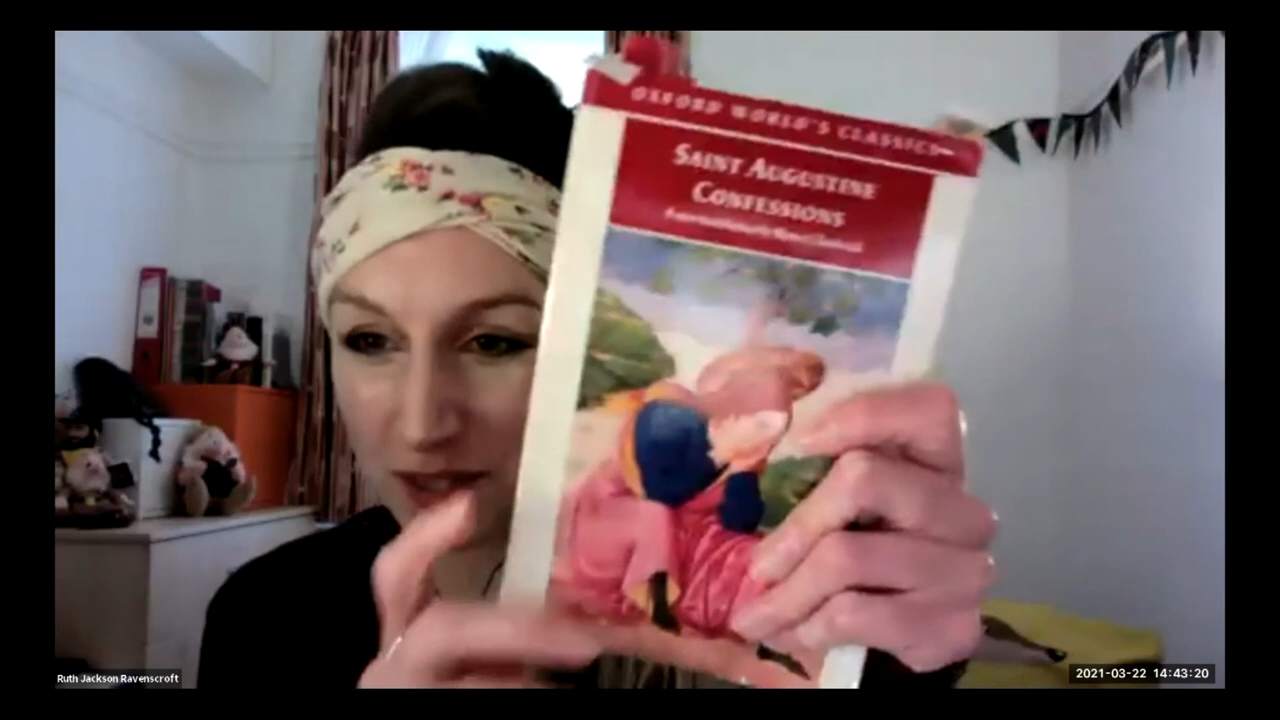 OXFORD WORLD'S CLASSICS
SAINT AUGUSTINE
CONFESSIONS
Ruth Jackson Ravenscroft
2021-03-22 14:43:20